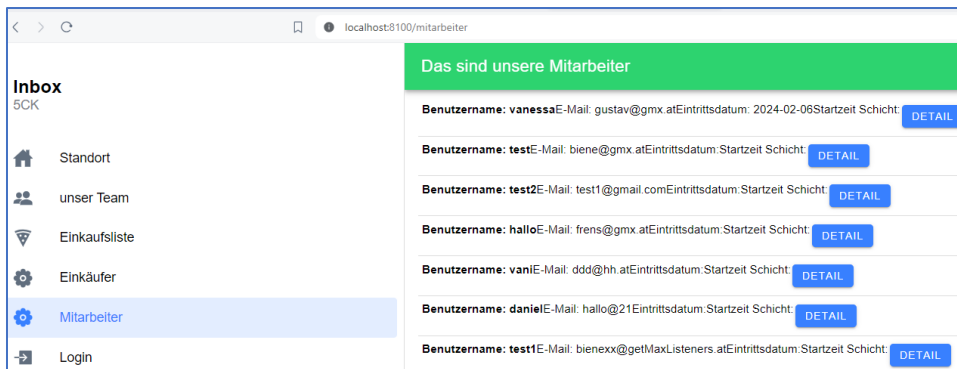 localhost:8100/mitarbeiter
Inbox
5CK
Standort
unser Team
Einkaufsliste
Einkäufer
Mitarbeiter
Login
Das sind unsere Mitarbeiter
Benutzername: vanessaE-Mail: gustav@gmx.atEintrittsdatum: 2024-02-06Startzeit Schicht: DETAIL
Benutzername: testE-Mail: biene@gmx.atEintrittsdatum:Startzeit Schicht: DETAIL
Benutzername: test2E-Mail: test1@gmail.comEintrittsdatum:Startzeit Schicht: DETAIL
Benutzername: halloE-Mail: frens@gmx.atEintrittsdatum:Startzeit Schicht: DETAIL
Benutzername: vaniE-Mail: ddd@hh.atEintrittsdatum:Startzeit Schicht: DETAIL
Benutzername: danielE-Mail: hallo@21Eintrittsdatum:Startzeit Schicht: DETAIL
Benutzername: test1E-Mail: bienexx@getMaxListeners.atEintrittsdatum:Startzeit Schicht: DETAIL